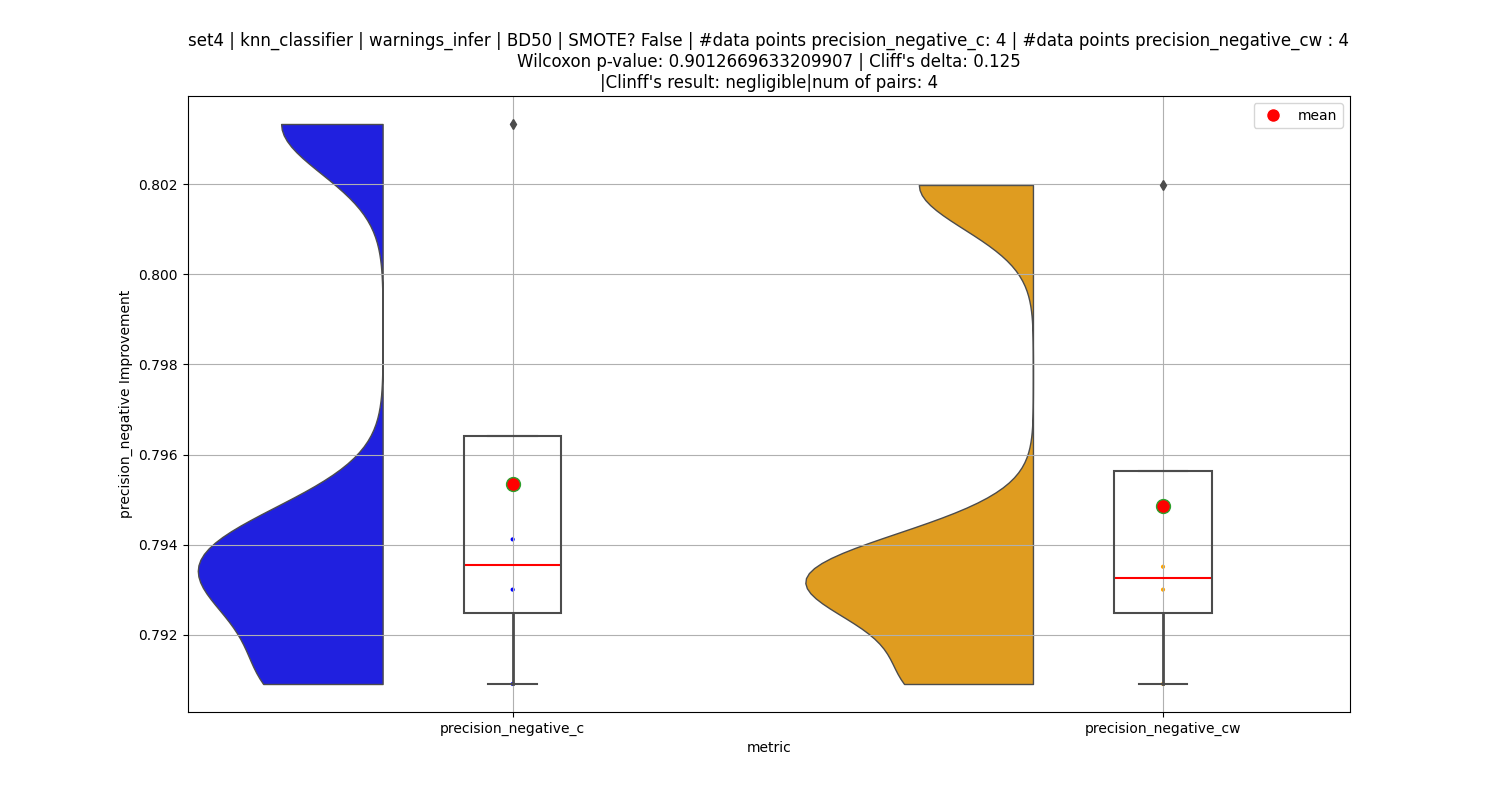 set4 | knn_classifier | warnings_infer | BD50 | SMOTE? False | #data points precision_negative_c: 4 | #data points precision_negative_cw : 4
Wilcoxon p-value: 0.9012669633209907 | Cliff's delta: 0.125
|Clinff's result: negligible|num of pairs: 4
mean
0.802
0.800
0.798
0.796
0.794
0.792
precision_negative Improvement
precision_negative_c
precision_negative_cw
metric